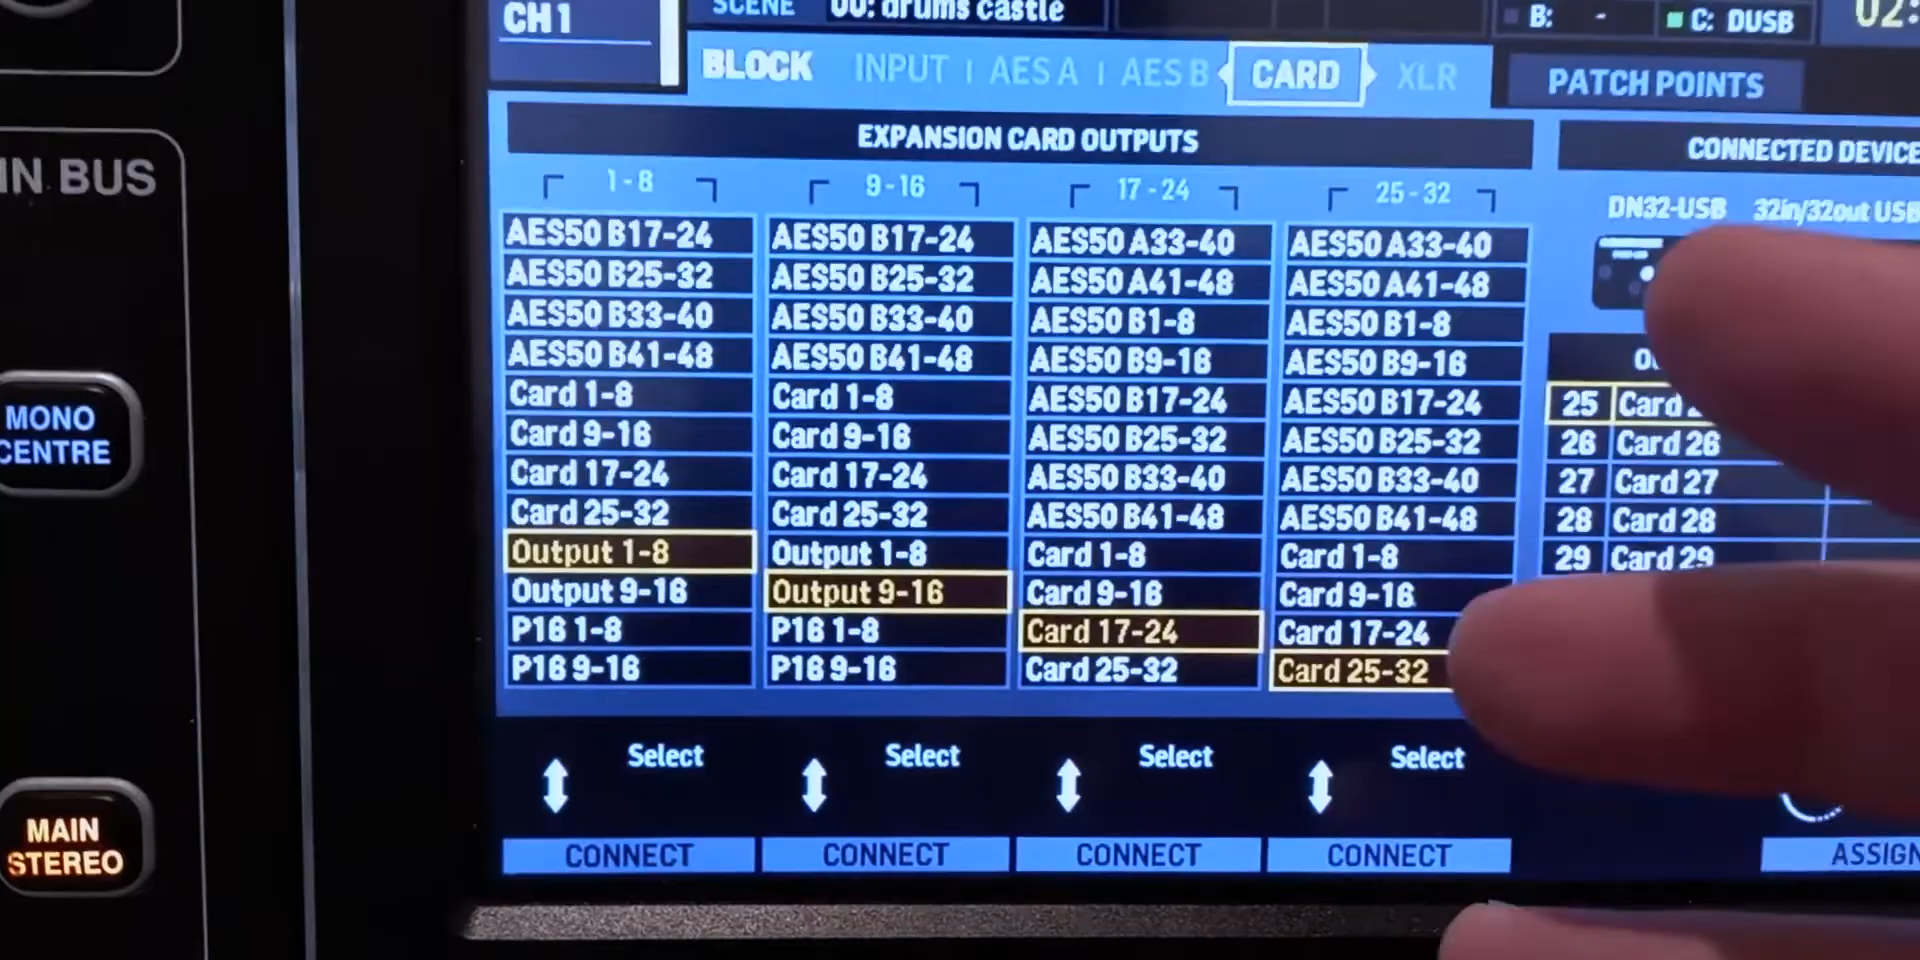 CH 1
SCENE 00: drums castle
B: - C: DUSB
BLOCK INPUT | AES A | AES B CARD XLR PATCH POINTS
EXPANSION CARD OUTPUTS
1-8 9-16 17-24 25-32
AES50 B17-24
AES50 B25-32
AES50 B33-40
AES50 B41-48
Card 1-8
Card 9-16
Card 17-24
Card 25-32
Output 1-8
Output 9-16
P16 1-8
P16 9-16
AES50 B17-24
AES50 B25-32
AES50 B33-40
AES50 B41-48
Card 1-8
Card 9-16
Card 17-24
Card 25-32
Output 1-8
Output 9-16
P16 1-8
P16 9-16
AES50 A33-40
AES50 A41-48
AES50 B1-8
AES50 B9-16
AES50 B17-24
AES50 B25-32
AES50 B33-40
AES50 B41-48
Card 1-8
Card 9-16
Card 17-24
Card 25-32
AES50 A33-40
AES50 A41-48
AES50 B1-8
AES50 B9-16
AES50 B17-24
AES50 B25-32
AES50 B33-40
AES50 B41-48
Card 1-8
Card 9-16
Card 17-24
Card 25-32
Select Select Select Select
CONNECT CONNECT CONNECT CONNECT
CONNECTED DEVICE
DN32-USB 32in/32out USB
25 Card
26 Card 26
27 Card 27
28 Card 28
29 Card 29
ASSIGN
IN BUS
MONO
CENTRE
MAIN
STEREO